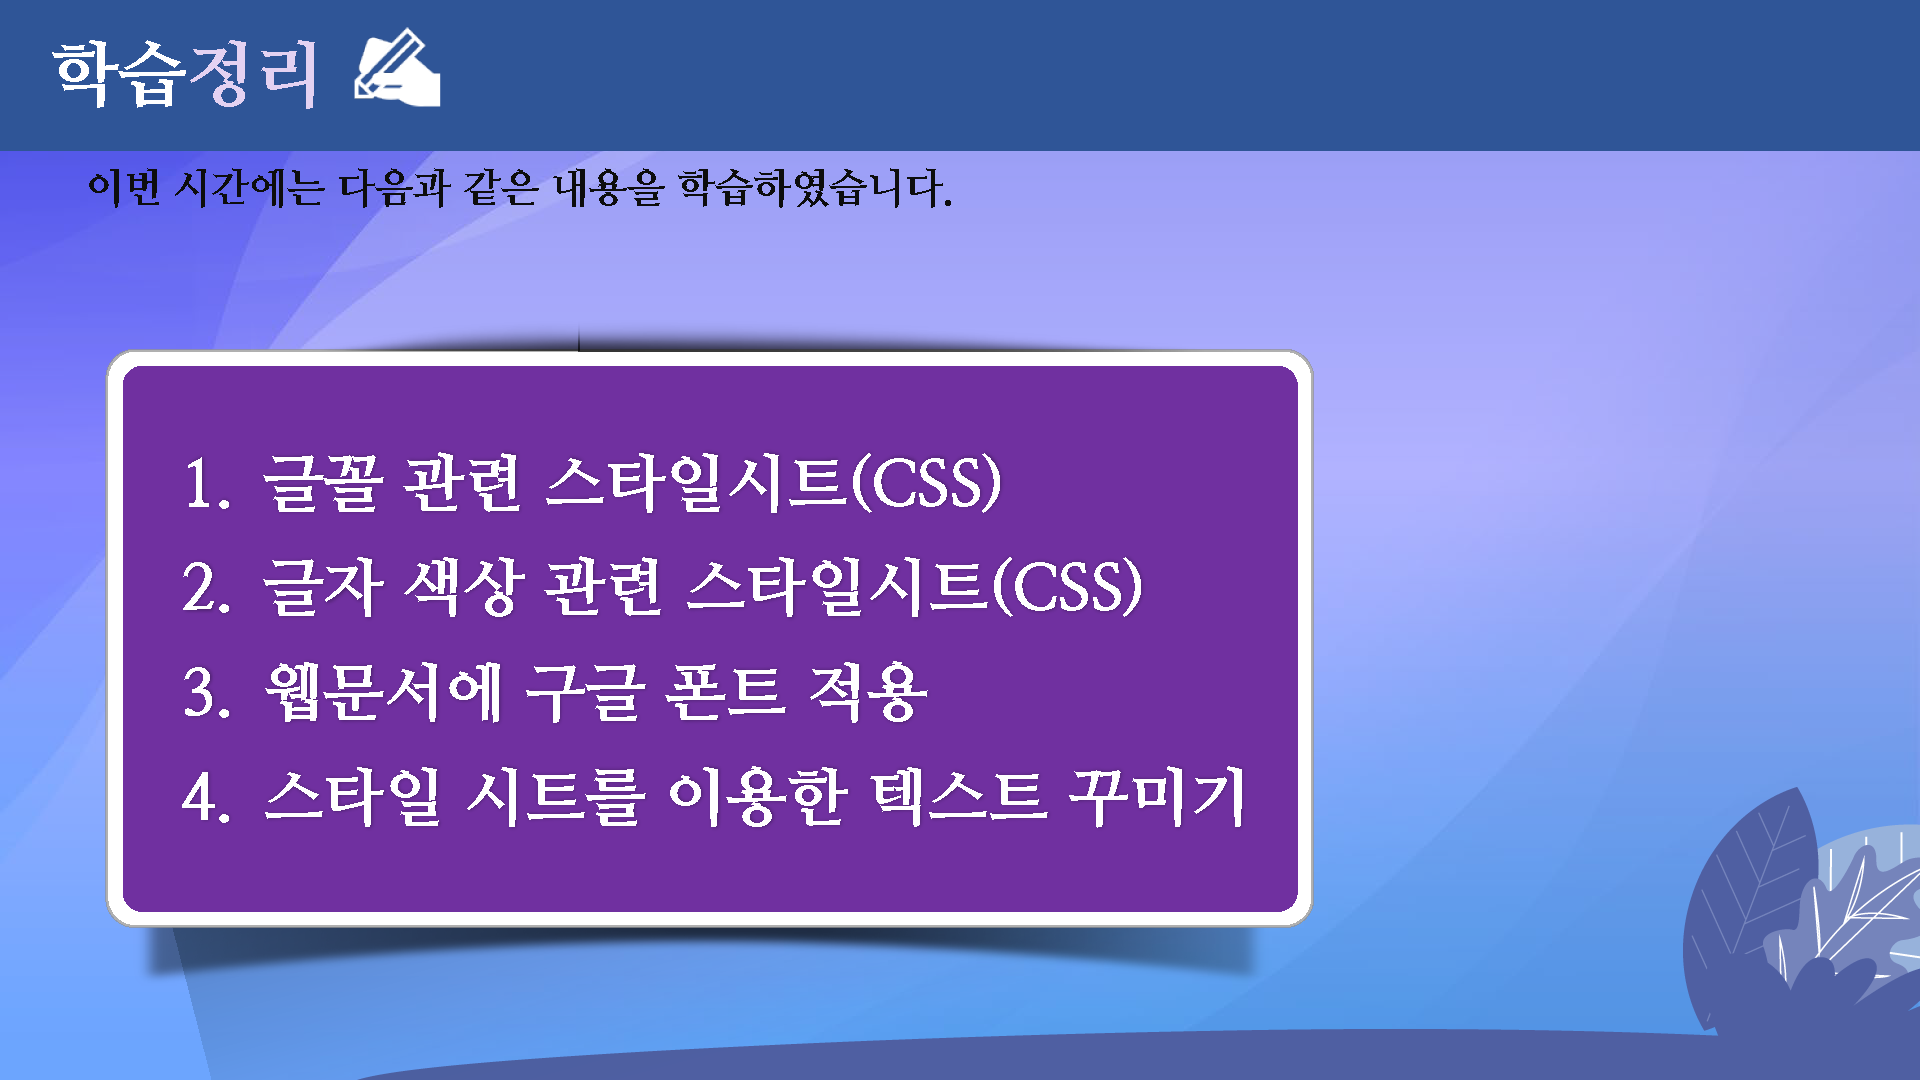 학습정리
이번 시간에는 다음과 같은 내용을 학습하였습니다.
1. 글꼴 관련 스타일시트(CSS)
2. 글자 색상 관련 스타일시트(CSS)
3. 웹문서에 구글 폰트 적용
4. 스타일 시트를 이용한 텍스트 꾸미기